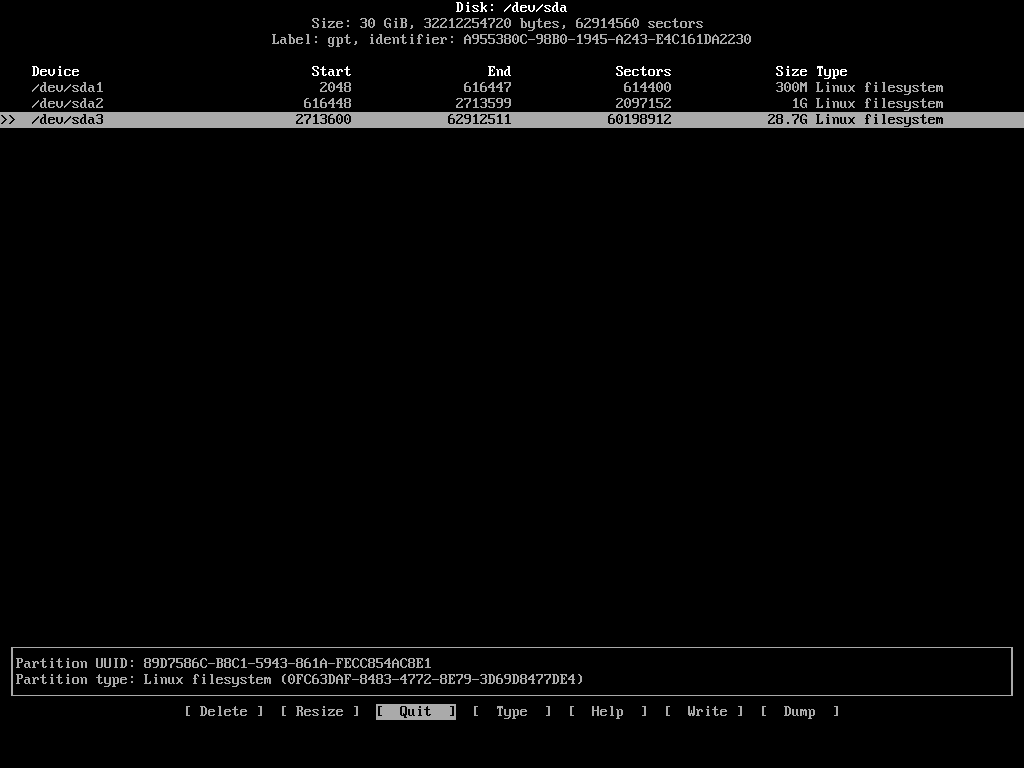 Disk: /dev/sda
Size: 30 GiB, 32212254720 bytes, 62914560 sectors
Label: gpt, identifier: A955380C-98B0-1945-A243-E4C161DA2230
Device Start End Sectors Size Type
/dev/sda1 2048 616447 614400 300M Linux filesystem
/dev/sda2 616448 2713599 2097152 1G Linux filesystem
>> /dev/sda3 2713600 62912511 60198912 28.7G Linux filesystem
Partition UUID: 89D7586C-B8C1-5943-861A-FECC854AC8E1
Partition type: Linux filesystem (0FC63DAF-8483-4772-8E79-3D69D8477DE4)
[ Delete ] [ Resize ] [ Quit ] [ Type ] [ Help ] [ Write ] [ Dump ]